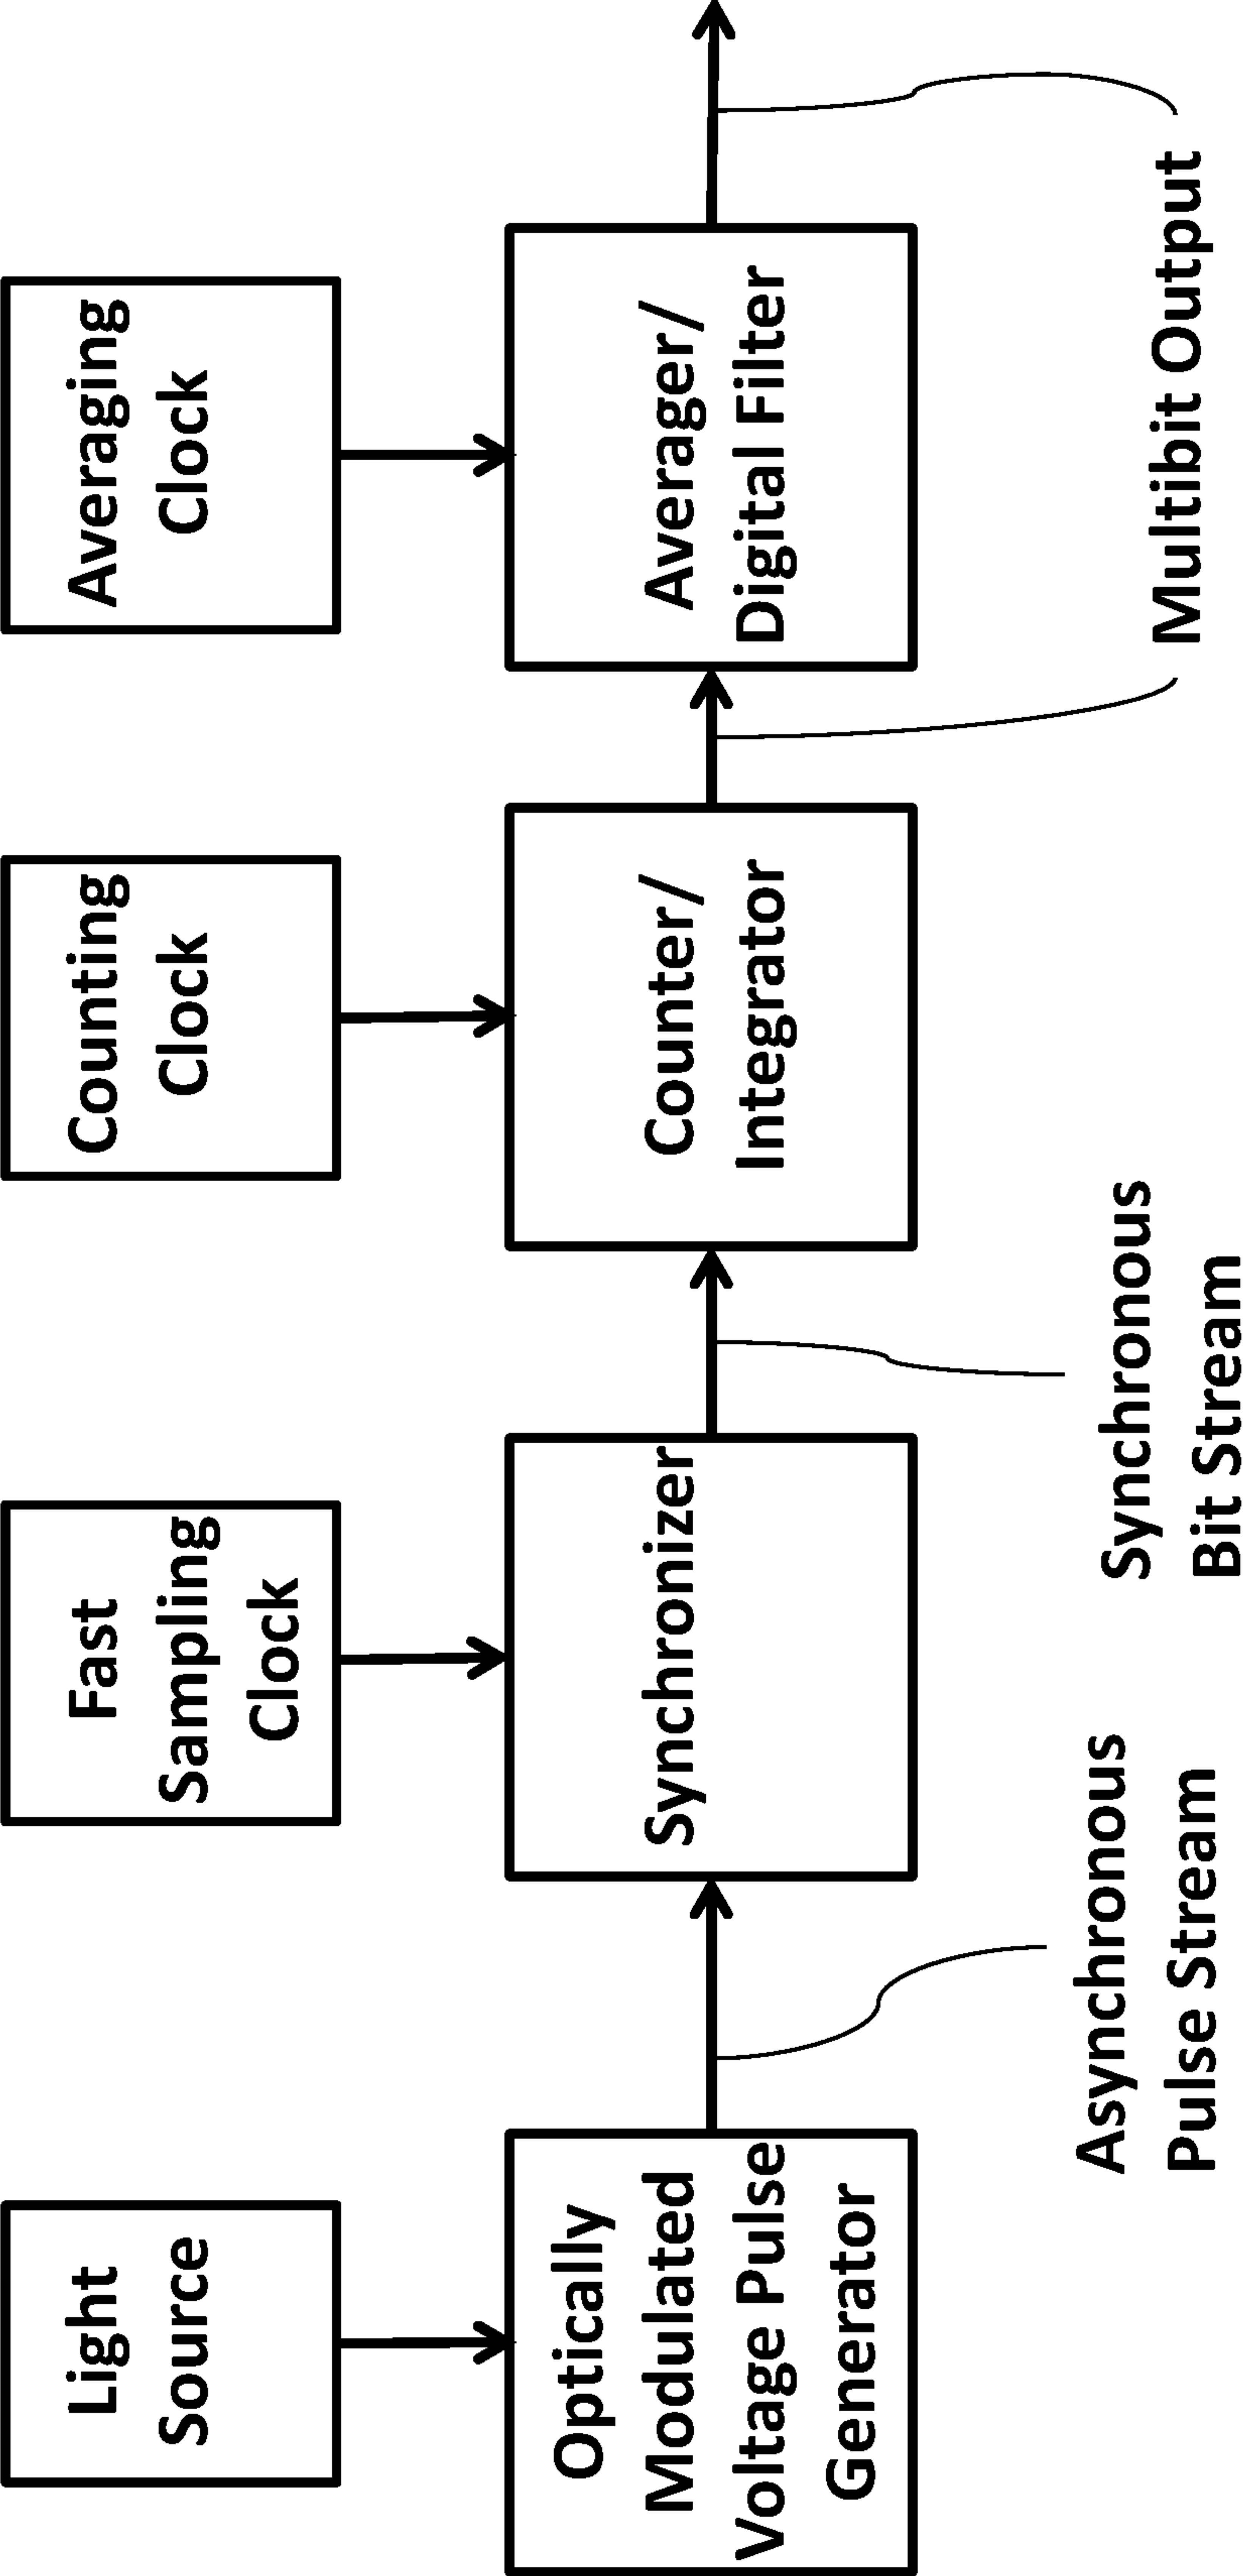 Light
Source
Fast
Sampling
Clock
Counting
Clock
Averaging
Clock
Optically
Modulated
Voltage Pulse
Generator
Synchronizer
Counter/
Integrator
Averager/
Digital Filter
Asynchronous
Pulse Stream
Synchronous
Bit Stream
Multibit Output